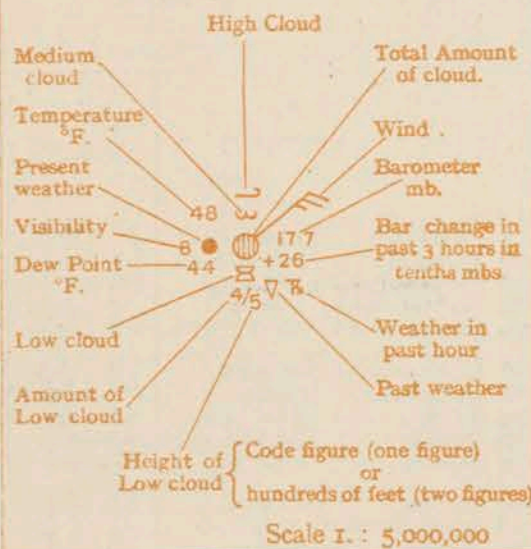 High Cloud
Medium cloud
Total Amount of cloud.
Temperature °F.
Wind .
Present weather
Barometer mb.
48
Visibility
8
177
Bar change in past 3 hours in tenths mbs
+26
Dew Point °F.
44
4/5
Low cloud
Weather in past hour
Amount of Low cloud
Past weather
Height of Low cloud
Code figure (one figure)
or
hundreds of feet (two figures)
Scale 1. : 5,000,000